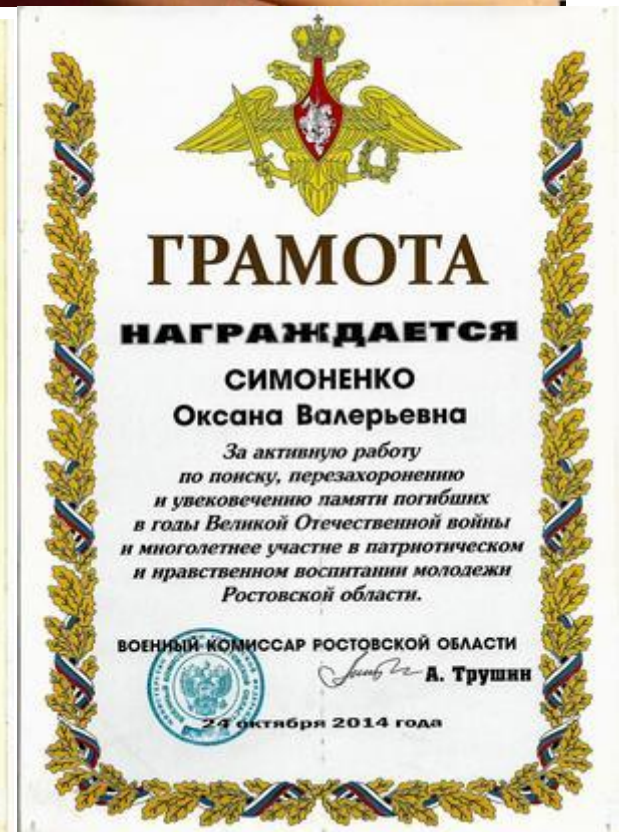 ГРАМОТА
НАГРАЖДАЕТСЯ
СИМОНЕНКО
Оксана Валерьевна
За активную работу
по поиску, перезахоронению
и увековечению памяти погибших
в годы Великой Отечественной войны
и многолетнее участие в патриотическом
и нравственном воспитании молодежи
Ростовской области.
ВОЕННЫЙ КОМИССАР РОСТОВСКОЙ ОБЛАСТИ
А. Трушин
24 октября 2014 года